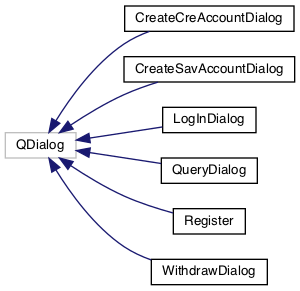 CreateCreAccountDialog
CreateSavAccountDialog
LogInDialog
QDialog
QueryDialog
Register
WithdrawDialog